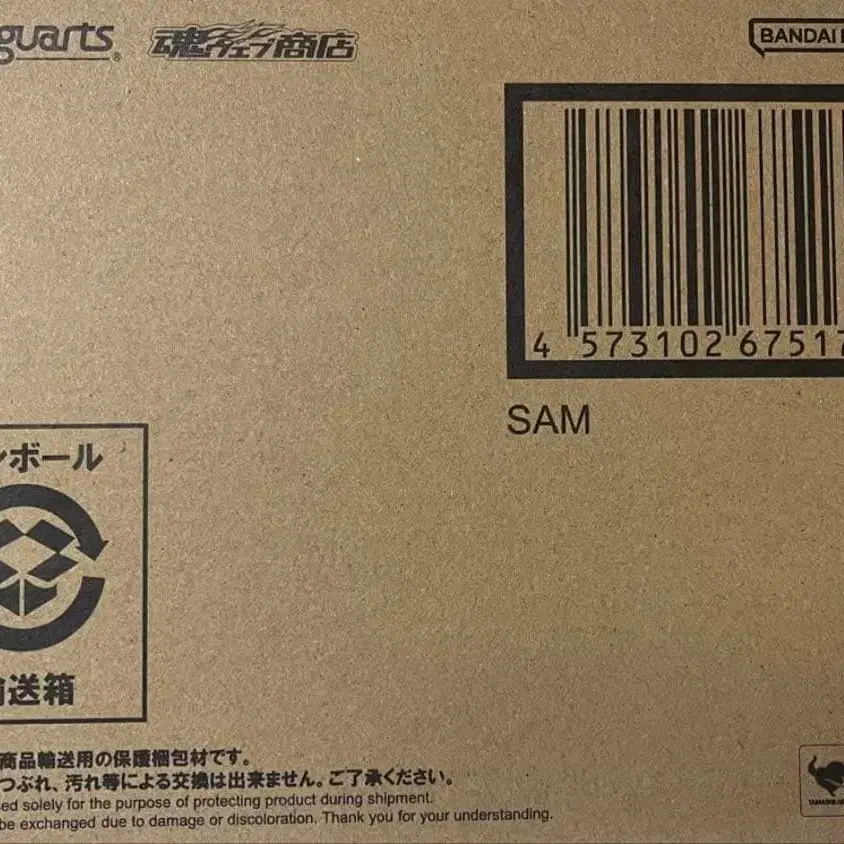 guarts®
魂ウェブ商店
BANDAI
4 573102 67517
SAM
ンボール
輸送箱
商品輸送用の保護梱包材です。
つぶれ、汚れ等による交換は出来ません。ご了承ください。
ed solely for the purpose of protecting product during shipment.
be exchanged due to damage or discoloration. Thank you for your understanding.